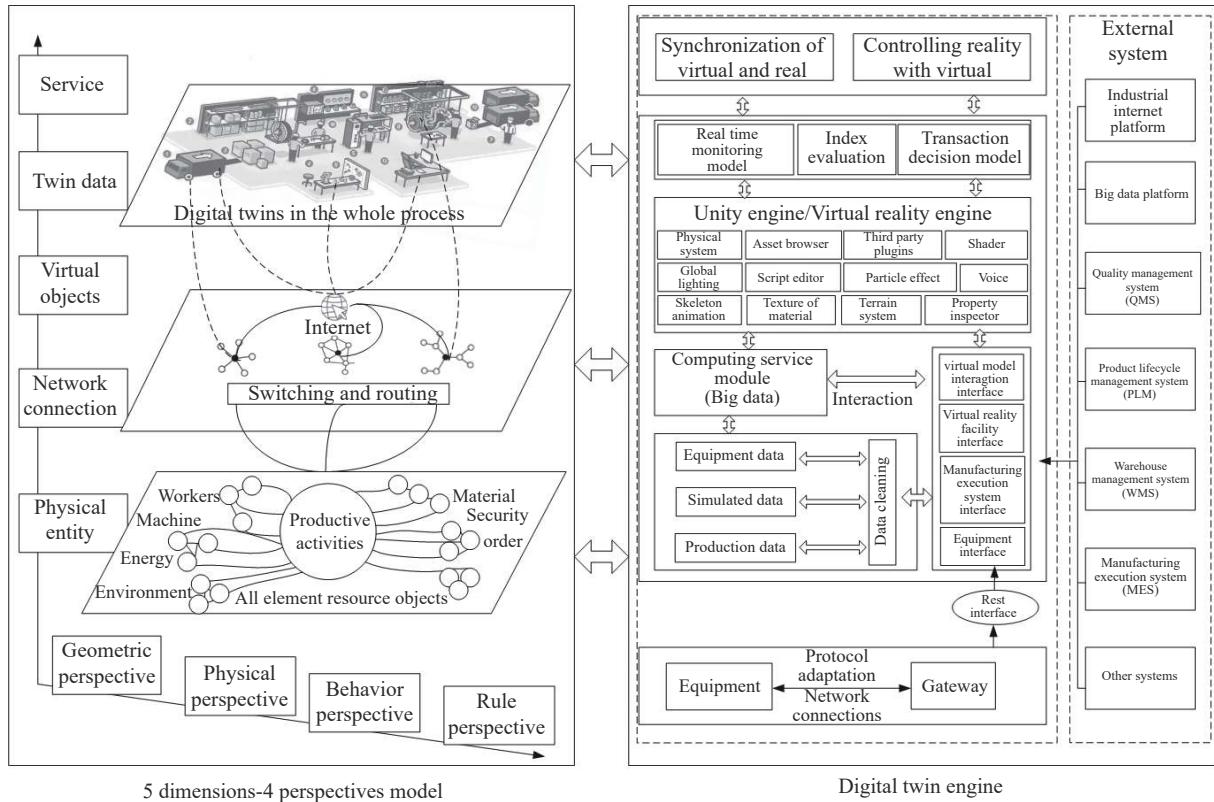 Service
Twin data
Virtual
objects
Network
connection
Physical
entity
Digital twins in the whole process
Internet
Switching and routing
Workers
Machine
Energy
Environment
Productive
activities
Material
Security
order
All element resource objects
Geometric
perspective
Physical
perspective
Behavior
perspective
Rule
perspective
5 dimensions-4 perspectives model
Synchronization of
virtual and real
Controlling reality
with virtual
Real time
monitoring
model
Index
evaluation
Transaction
decision model
Unity engine/Virtual reality engine
Physical
system
Asset browser
Third party
plugins
Shader
Global
lighting
Script editor
Particle effect
Voice
Skeleton
animation
Texture of
material
Terrain
system
Property
inspector
Computing service
module
(Big data)
Interaction
virtual model
interagtion
interface
Virtual reality
facility
interface
Manufacturing
execution
system
interface
Equipment
interface
Equipment data
Simulated data
Production data
Data cleaning
Rest
interface
Equipment
Protocol
adaptation
Network
connections
Gateway
External
system
Industrial
internet
platform
Big data platform
Quality management
system
(QMS)
Product lifecycle
management system
(PLM)
Warehouse
management system
(WMS)
Manufacturing
execution system
(MES)
Other systems
Digital twin engine